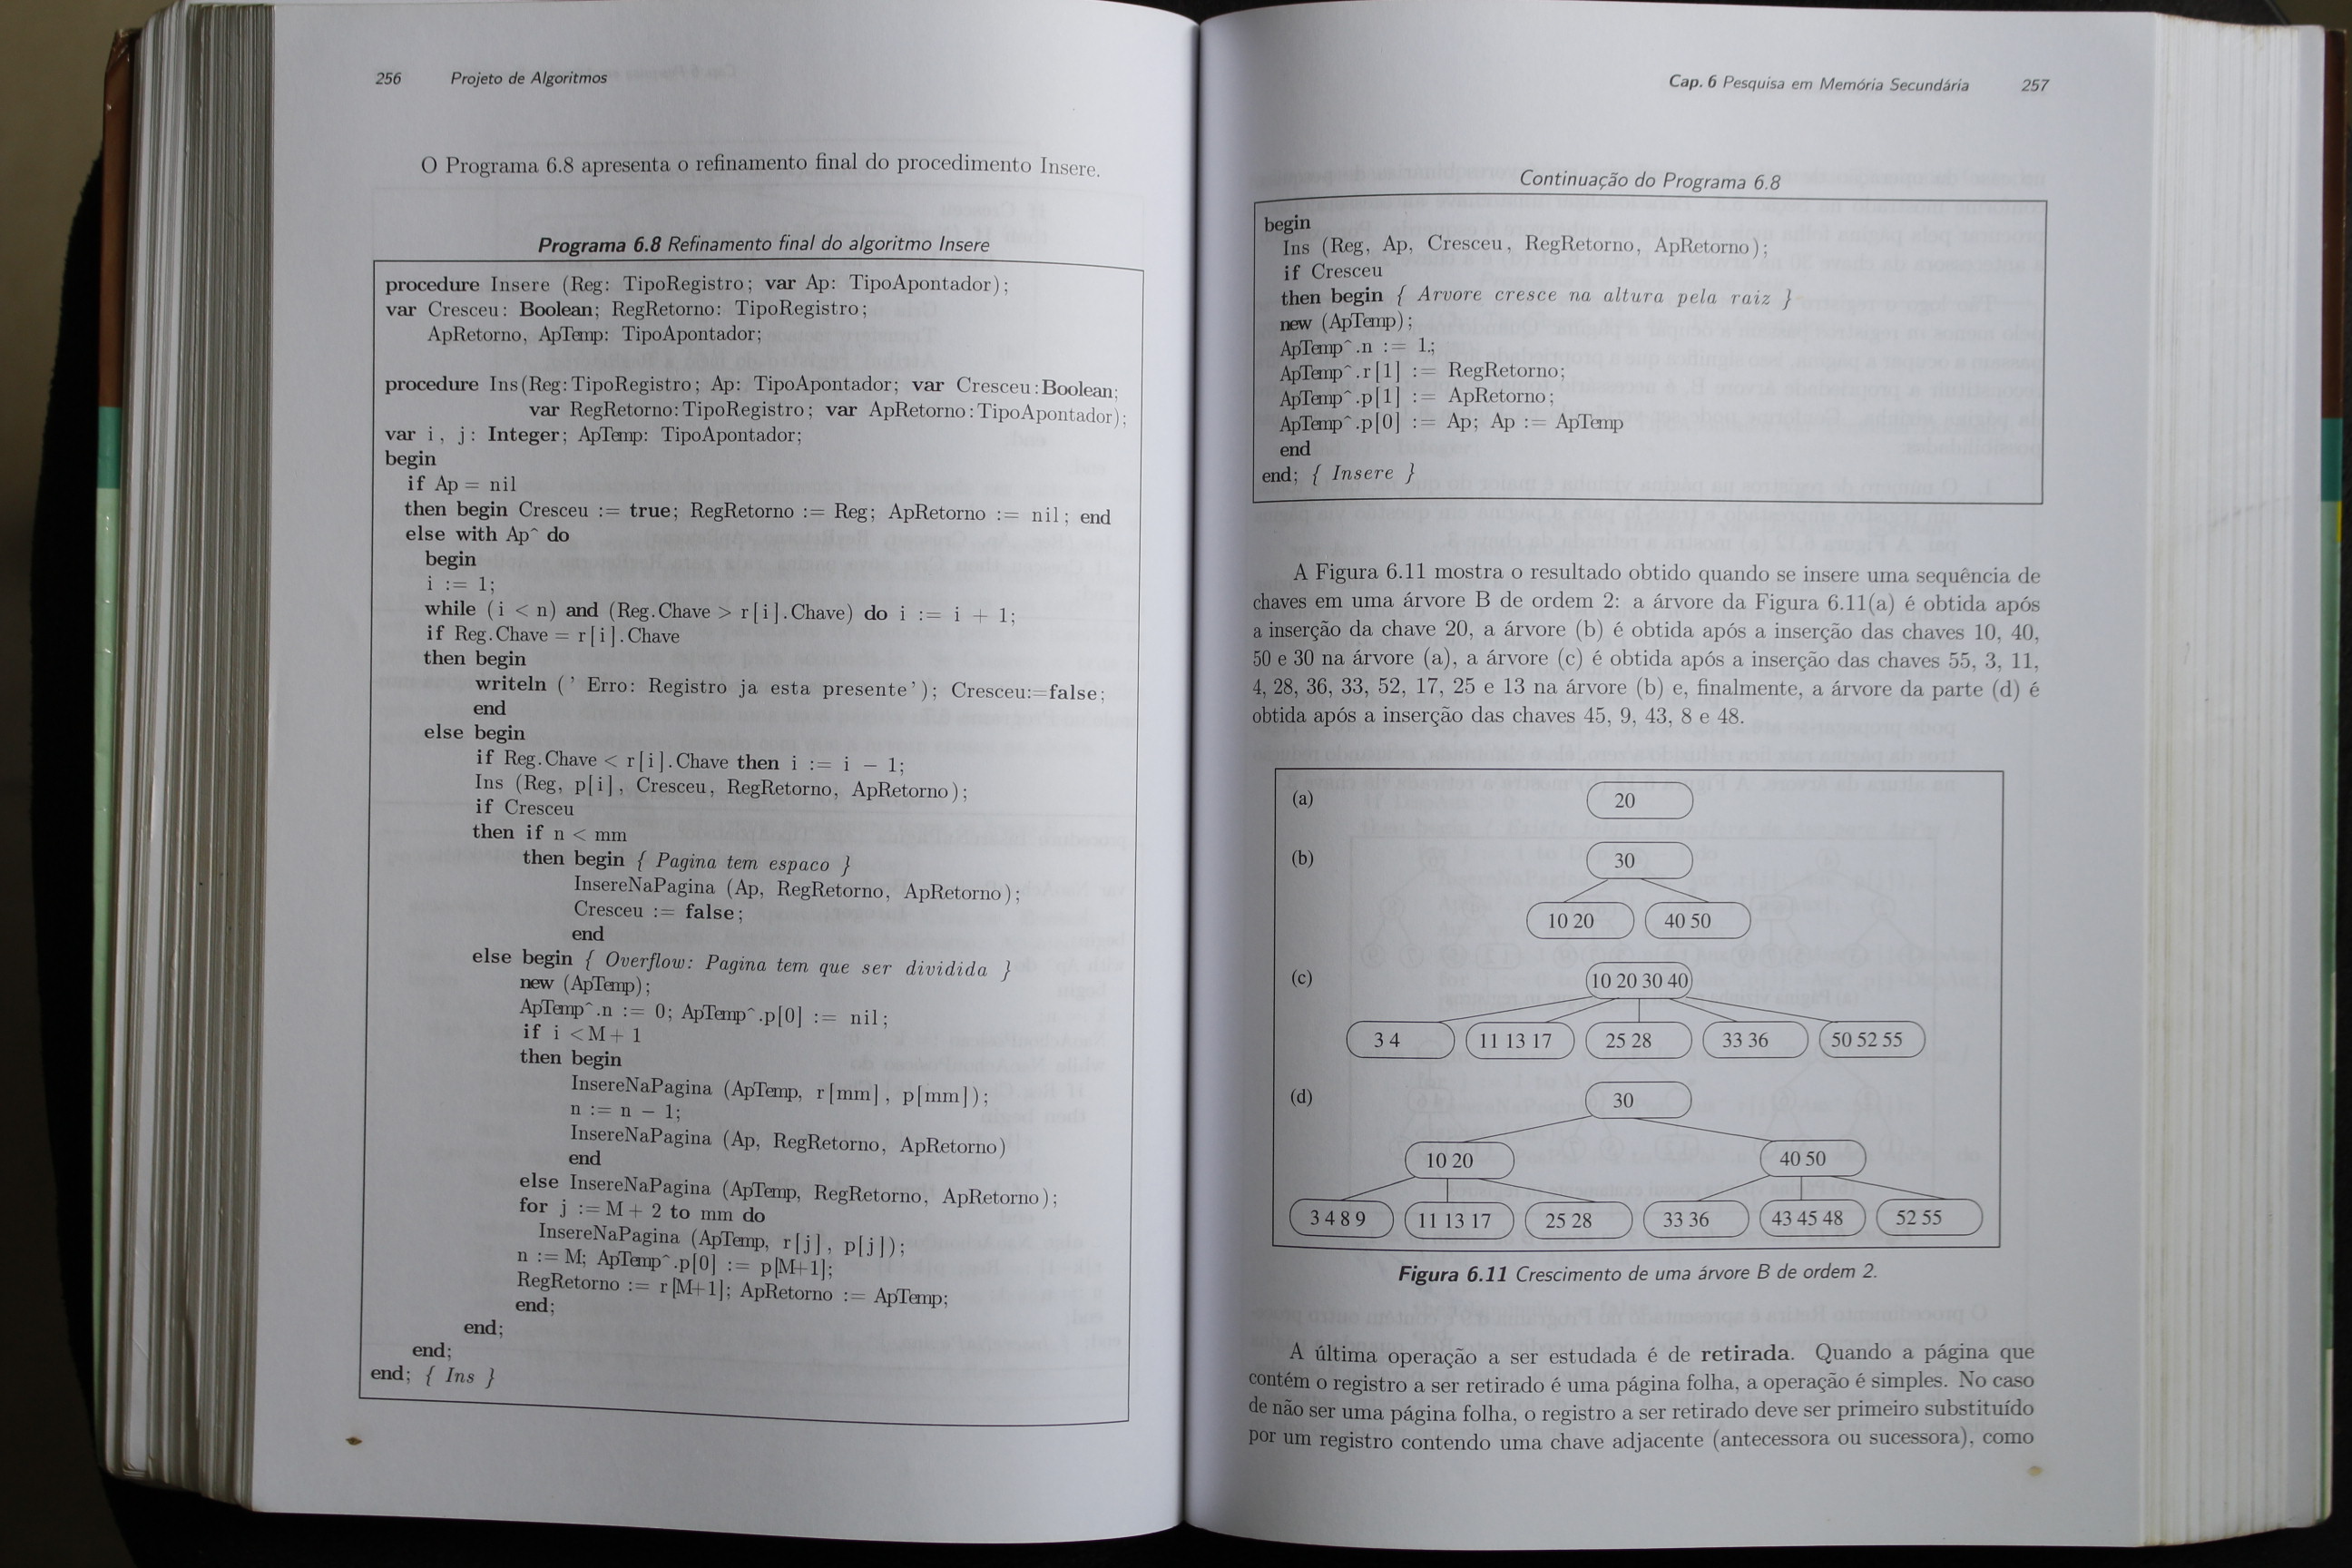 256 Projeto de Algoritmos
O Programa 6.8 apresenta o refinamento final do procedimento Insere.
Programa 6.8 Refinamento final do algoritmo Insere
procedure Insere (Reg: TipoRegistro; var Ap: TipoApontador);
var Cresceu: Boolean; RegRetorno: TipoRegistro;
ApRetorno, ApTemp: TipoApontador;
procedure Ins(Reg:TipoRegistro; Ap: TipoApontador; var Cresceu:Boolean;
var RegRetorno:TipoRegistro; var ApRetorno:TipoApontador);
var i, j: Integer; ApTemp: TipoApontador;
begin
if Ap = nil
then begin Cresceu := true; RegRetorno := Reg; ApRetorno := nil; end
else with Ap^ do
begin
i := 1;
while (i < n) and (Reg.Chave > r[i].Chave) do i := i + 1;
if Reg.Chave = r[i].Chave
then begin
writeln (' Erro: Registro ja esta presente'); Cresceu:=false;
end
else begin
if Reg.Chave < r[i].Chave then i := i − 1;
Ins (Reg, p[i], Cresceu, RegRetorno, ApRetorno);
if Cresceu
then if n < mm
then begin { Pagina tem espaco }
InsereNaPagina (Ap, RegRetorno, ApRetorno);
Cresceu := false;
end
else begin { Overflow: Pagina tem que ser dividida }
new (ApTemp);
ApTemp^.n := 0; ApTemp^.p[0] := nil;
if i <M + 1
then begin
InsereNaPagina (ApTemp, r[mm], p[mm]);
n := n − 1;
InsereNaPagina (Ap, RegRetorno, ApRetorno)
end
else InsereNaPagina (ApTemp, RegRetorno, ApRetorno);
for j := M + 2 to mm do
InsereNaPagina (ApTemp, r[j], p[j]);
n := M; ApTemp^.p[0] := p[M+1];
RegRetorno := r[M+1]; ApRetorno := ApTemp;
end;
end;
end;
end; { Ins }
Cap. 6 Pesquisa em Memória Secundária 257
Continuação do Programa 6.8
begin
Ins (Reg, Ap, Cresceu, RegRetorno, ApRetorno);
if Cresceu
then begin { Arvore cresce na altura pela raiz }
new (ApTemp);
ApTemp^.n := 1;
ApTemp^.r[1] := RegRetorno;
ApTemp^.p[1] := ApRetorno;
ApTemp^.p[0] := Ap; Ap := ApTemp
end
end; { Insere }
A Figura 6.11 mostra o resultado obtido quando se insere uma sequência de
chaves em uma árvore B de ordem 2: a árvore da Figura 6.11(a) é obtida após
a inserção da chave 20, a árvore (b) é obtida após a inserção das chaves 10, 40,
50 e 30 na árvore (a), a árvore (c) é obtida após a inserção das chaves 55, 3, 11,
4, 28, 36, 33, 52, 17, 25 e 13 na árvore (b) e, finalmente, a árvore da parte (d) é
obtida após a inserção das chaves 45, 9, 43, 8 e 48.
(a) 20
(b) 30
10 20 40 50
(c) 10 20 30 40
3 4 11 13 17 25 28 33 36 50 52 55
(d) 30
10 20 40 50
3 4 8 9 11 13 17 25 28 33 36 43 45 48 52 55
Figura 6.11 Crescimento de uma árvore B de ordem 2.
A última operação a ser estudada é de retirada. Quando a página que
contém o registro a ser retirado é uma página folha, a operação é simples. No caso
de não ser uma página folha, o registro a ser retirado deve ser primeiro substituído
por um registro contendo uma chave adjacente (antecessora ou sucessora), como